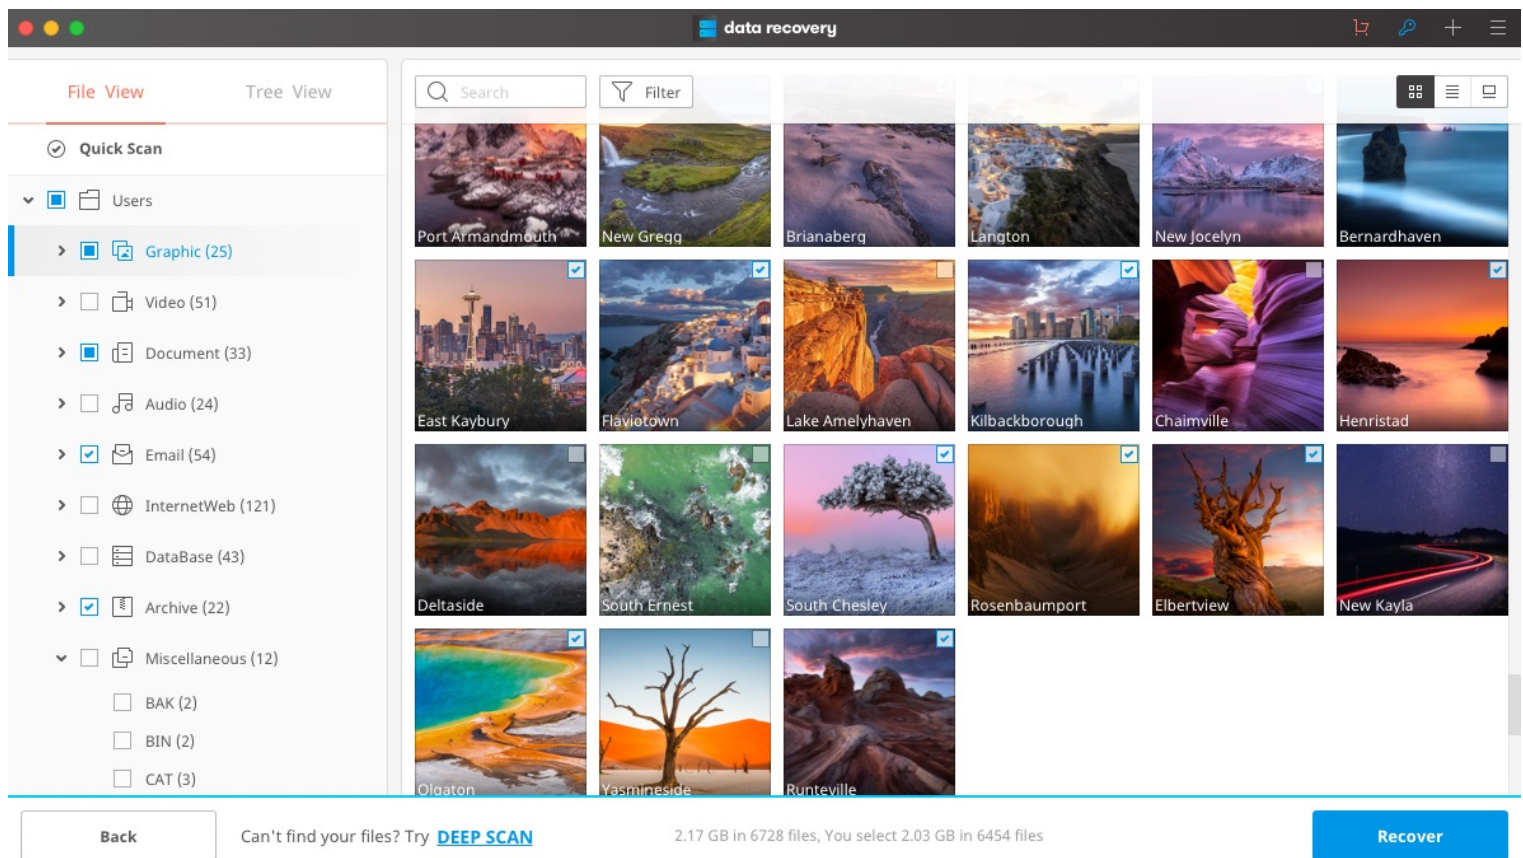 data recovery
File View
Tree View
Search
Filter
Quick Scan
Users
Graphic (25)
Video (51)
Document (33)
Audio (24)
Email (54)
InternetWeb (121)
DataBase (43)
Archive (22)
Miscellaneous (12)
BAK (2)
BIN (2)
CAT (3)
Port Armandmouth
New Gregg
Brianaberg
Langton
New Jocelyn
Bernardhaven
East Kaybury
Flaviotown
Lake Amelyhaven
Kilbackborough
Chaimville
Henristad
Deltaside
South Ernest
South Chesley
Rosenbaumport
Elbertview
New Kayla
Olgaton
Yasmineside
Runteville
Back
Can't find your files? Try DEEP SCAN
2.17 GB in 6728 files, You select 2.03 GB in 6454 files
Recover